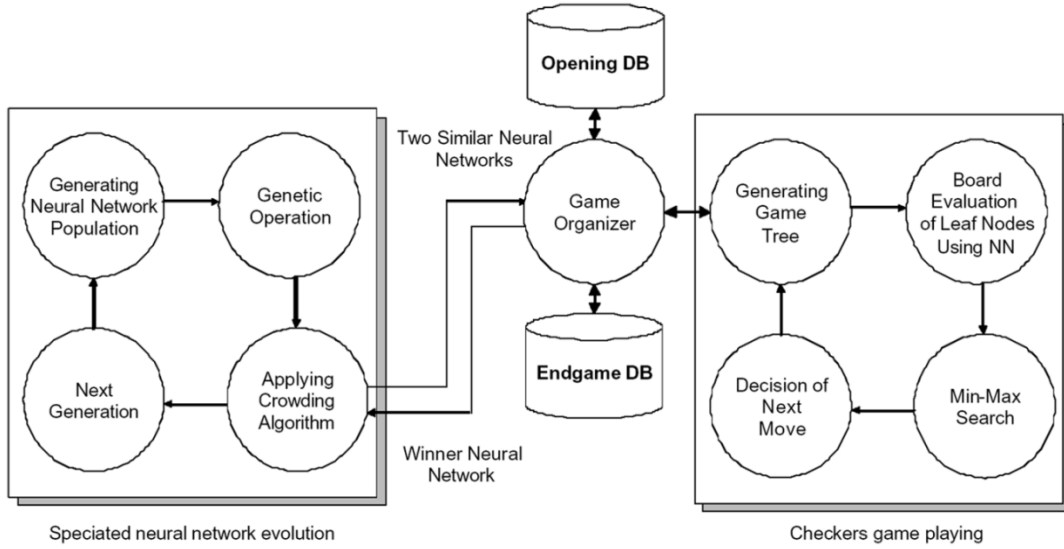 Opening DB
Two Similar Neural
Networks
Generating
Neural Network
Population
Genetic
Operation
Game
Organizer
Generating
Game
Tree
Board
Evaluation
of Leaf Nodes
Using NN
Next
Generation
Applying
Crowding
Algorithm
Endgame DB
Decision of
Next
Move
Min-Max
Search
Winner Neural
Network
Speciated neural network evolution
Checkers game playing